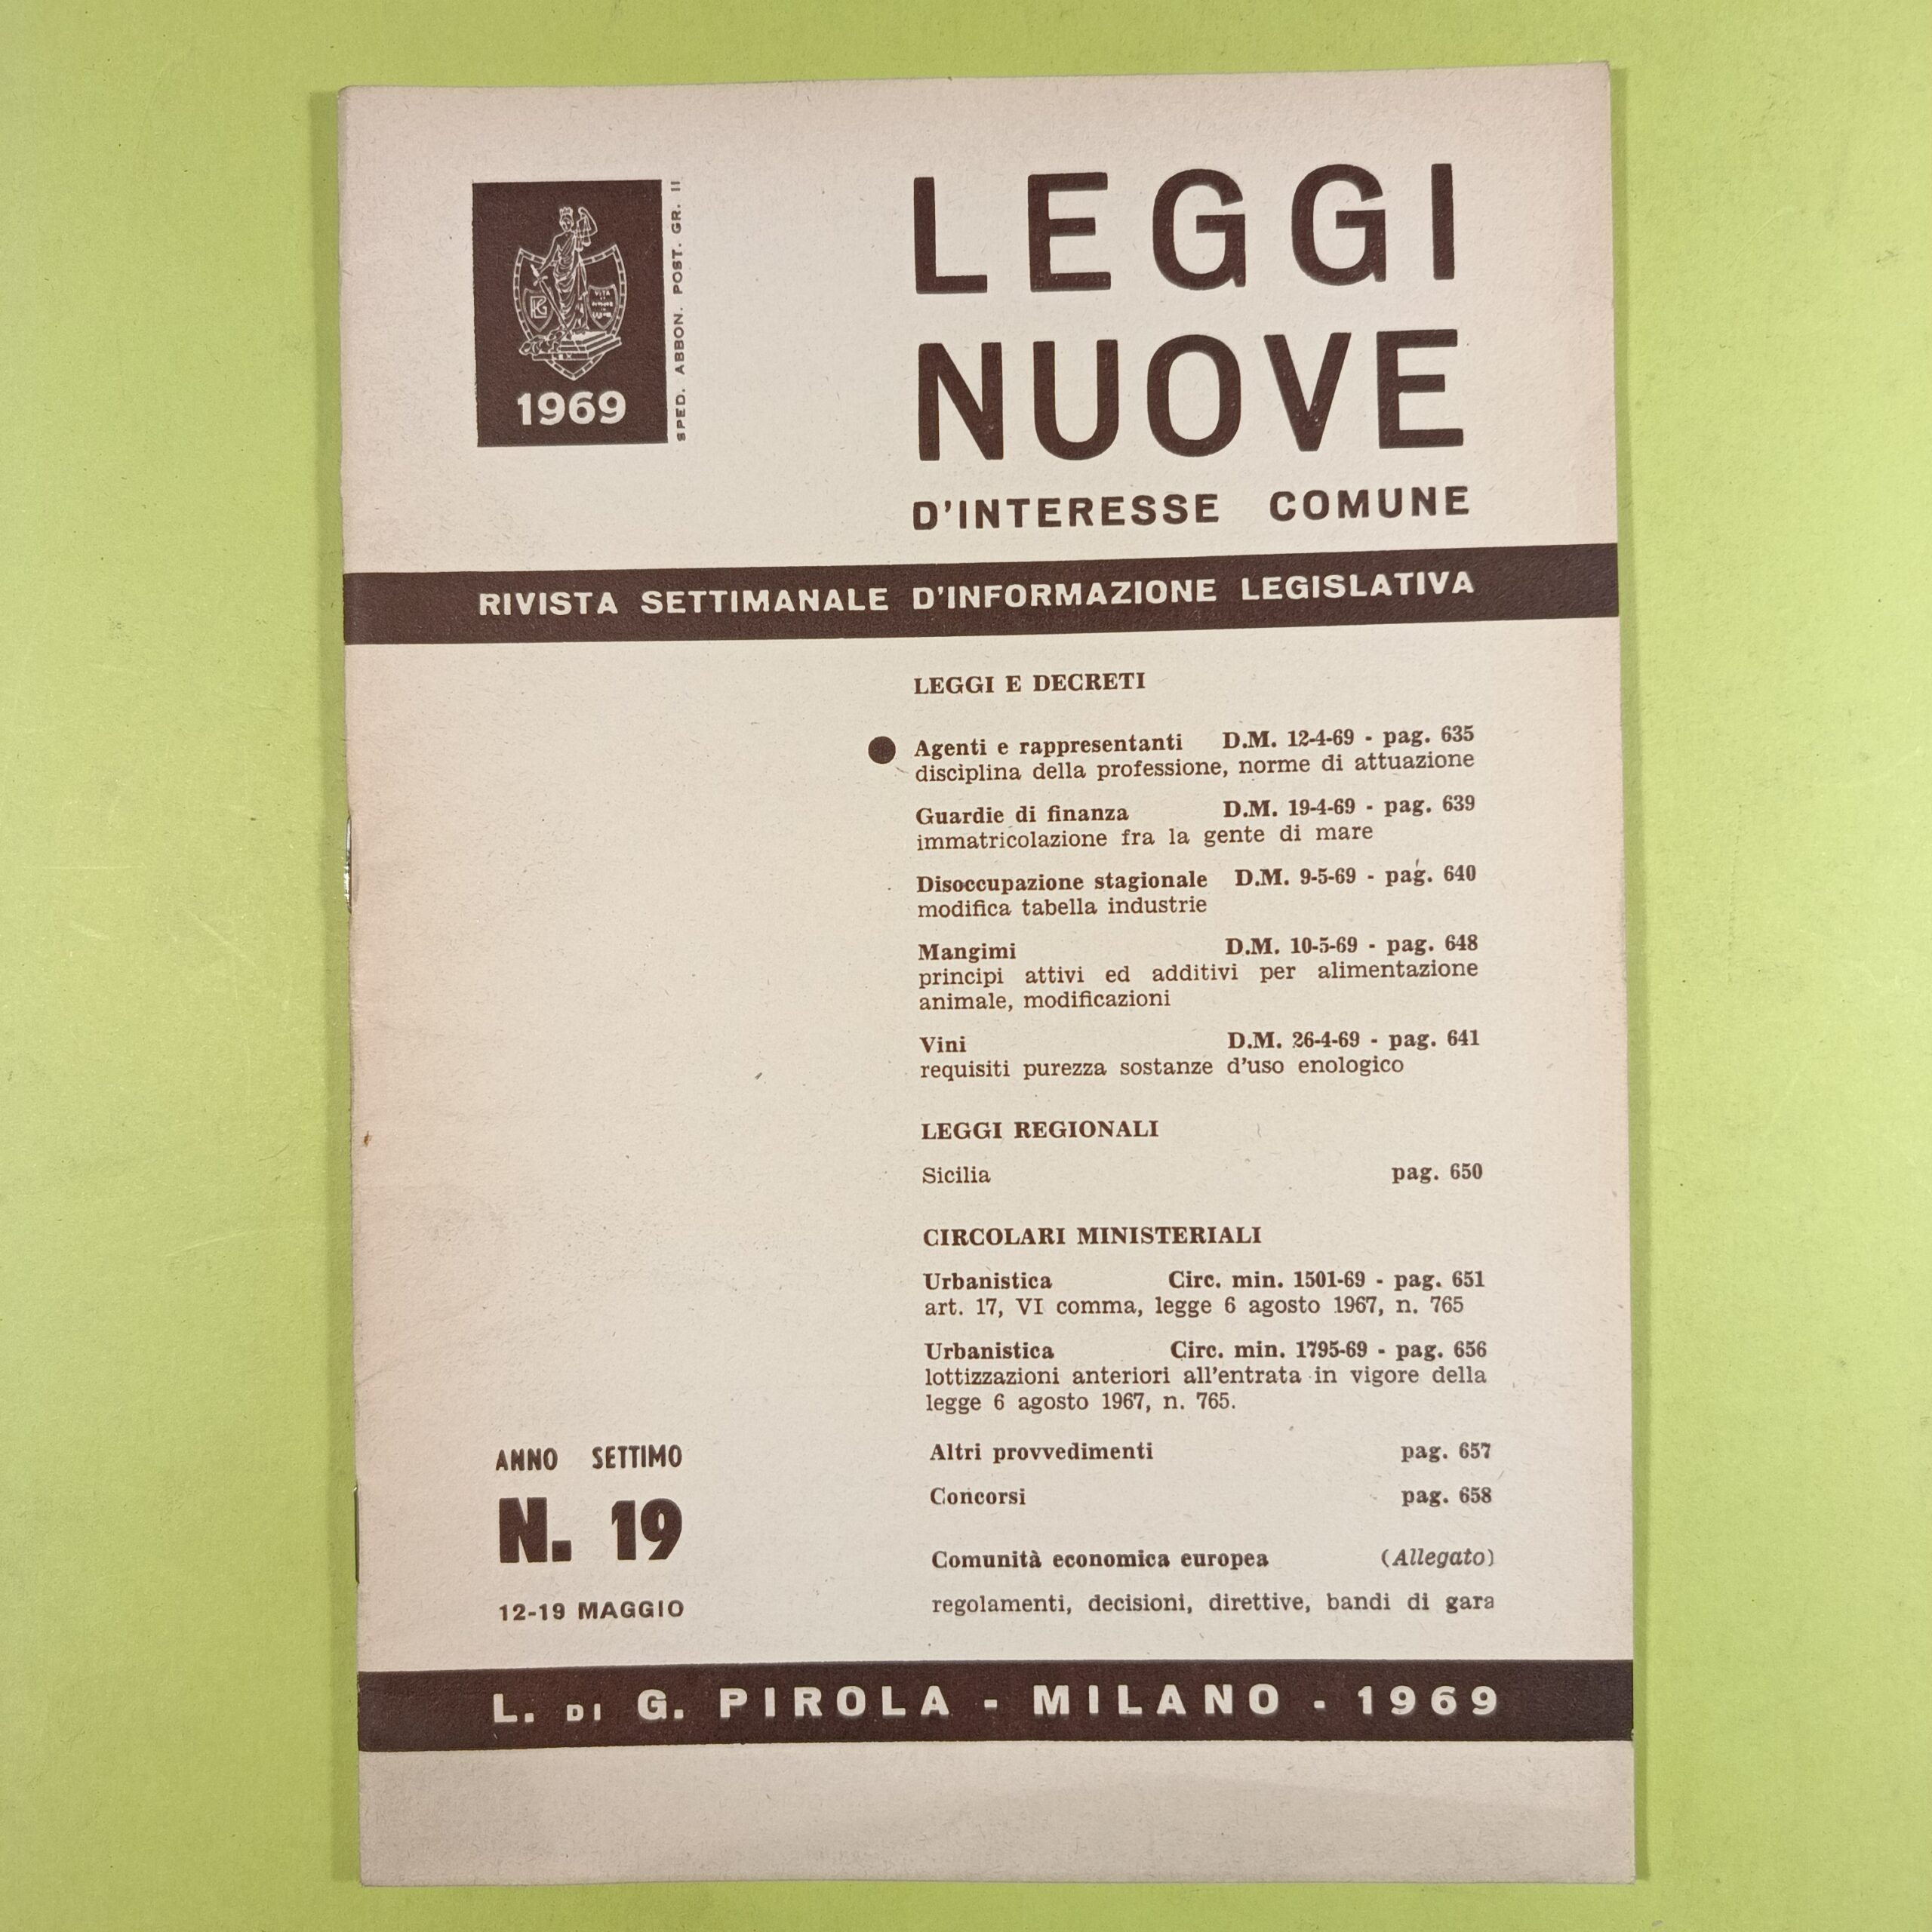 LEGGI
NUOVE
D'INTERESSE COMUNE
1969
SPED. ABBON. POST. GR. II
RIVISTA SETTIMANALE D'INFORMAZIONE LEGISLATIVA
LEGGI E DECRETI
Agenti e rappresentanti D.M. 12-4-69 - pag. 635
disciplina della professione, norme di attuazione
Guardie di finanza D.M. 19-4-69 - pag. 639
immatricolazione fra la gente di mare
Disoccupazione stagionale D.M. 9-5-69 - pag. 640
modifica tabella industrie
Mangimi D.M. 10-5-69 - pag. 648
principi attivi ed additivi per alimentazione
animale, modificazioni
Vini D.M. 26-4-69 - pag. 641
requisiti purezza sostanze d'uso enologico
LEGGI REGIONALI
Sicilia pag. 650
CIRCOLARI MINISTERIALI
Urbanistica Circ. min. 1501-69 - pag. 651
art. 17, VI comma, legge 6 agosto 1967, n. 765
Urbanistica Circ. min. 1795-69 - pag. 656
lottizzazioni anteriori all'entrata in vigore della
legge 6 agosto 1967, n. 765.
Altri provvedimenti pag. 657
Concorsi pag. 658
Comunità economica europea (Allegato)
regolamenti, decisioni, direttive, bandi di gara
ANNO SETTIMO
N. 19
12-19 MAGGIO
L. DI G. PIROLA - MILANO - 1969